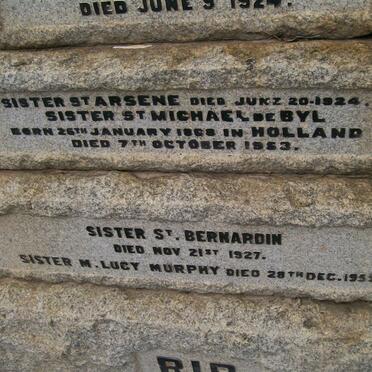 DIED JUNE 9 1924.
SISTER ST ARSENE DIED JUNE 20-1924.
SISTER ST MICHAEL DE BYL
BORN 26TH JANUARY 1868 IN HOLLAND
DIED 7TH OCTOBER 1953.
SISTER ST. BERNARDIN
DIED NOV 21ST 1927.
SISTER M. LUCY MURPHY DIED 28TH DEC. 195
RIP